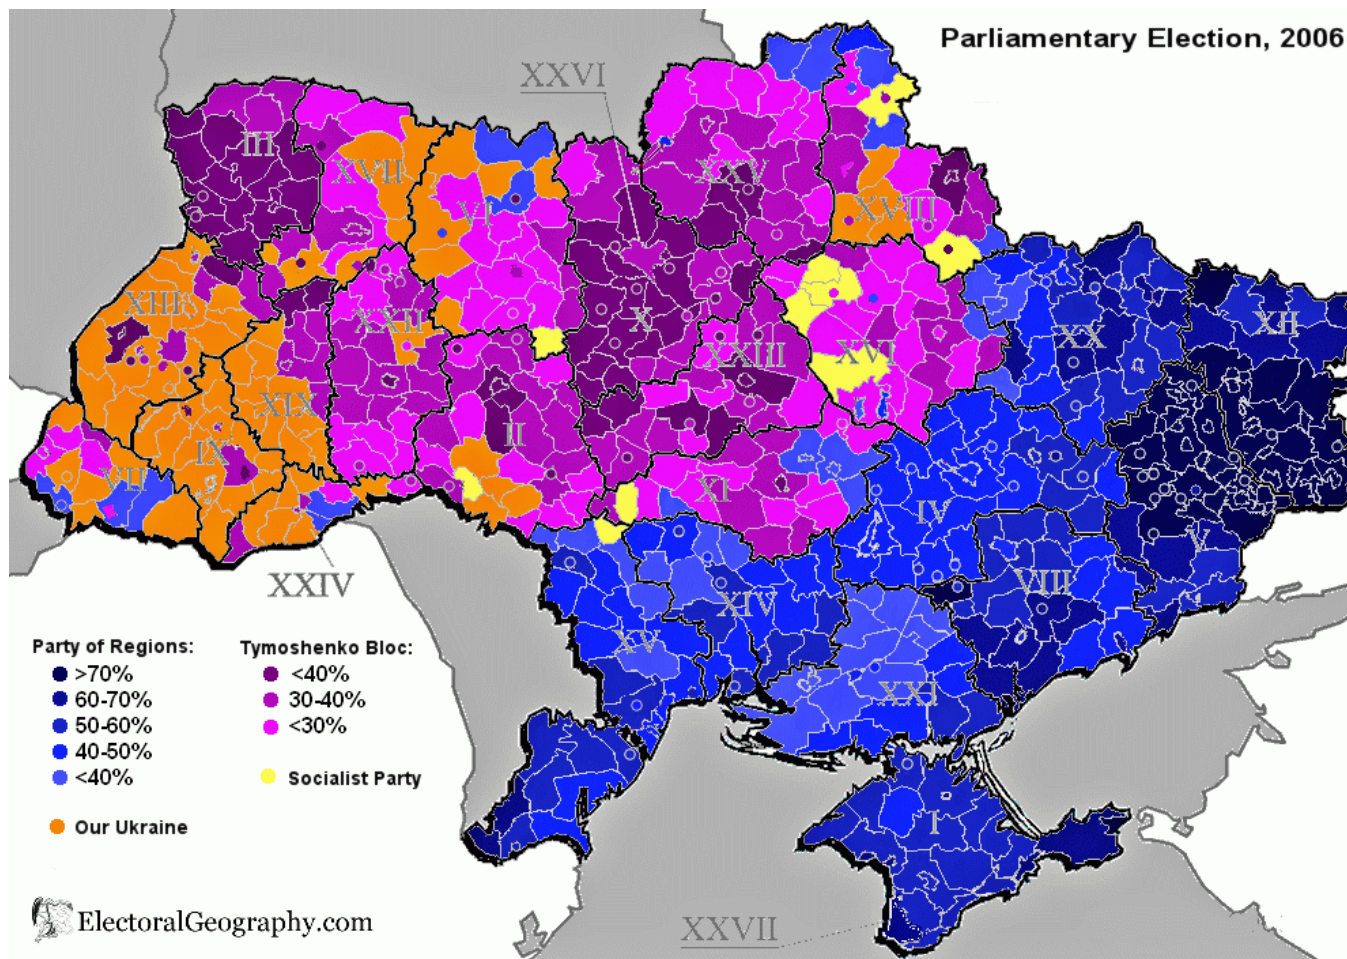 Parliamentary Election, 2006
XXVI
III
XVII
VI
XXV
XVIII
XIII
XXII
X
XXIII
XVI
XX
XII
XIX
IX
II
VII
XI
IV
V
XXIV
VIII
XIV
XV
XXI
I
XXVII
Party of Regions:
>70%
60-70%
50-60%
40-50%
<40%
Our Ukraine
Tymoshenko Bloc:
<40%
30-40%
<30%
Socialist Party
ElectoralGeography.com